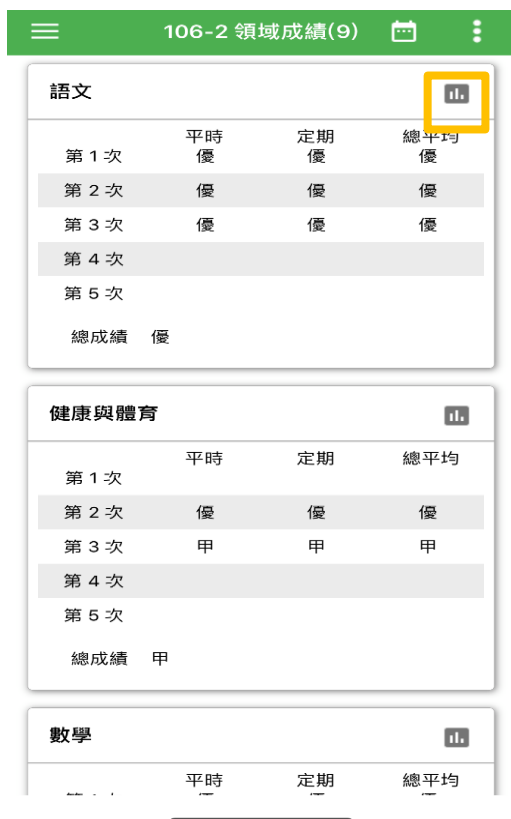 106-2 領域成績(9)
語文
平時 定期 總平均
第 1 次 優 優 優
第 2 次 優 優 優
第 3 次 優 優 優
第 4 次
第 5 次
總成績 優
健康與體育
平時 定期 總平均
第 1 次
第 2 次 優 優 優
第 3 次 甲 甲 甲
第 4 次
第 5 次
總成績 甲
數學
平時 定期 總平均